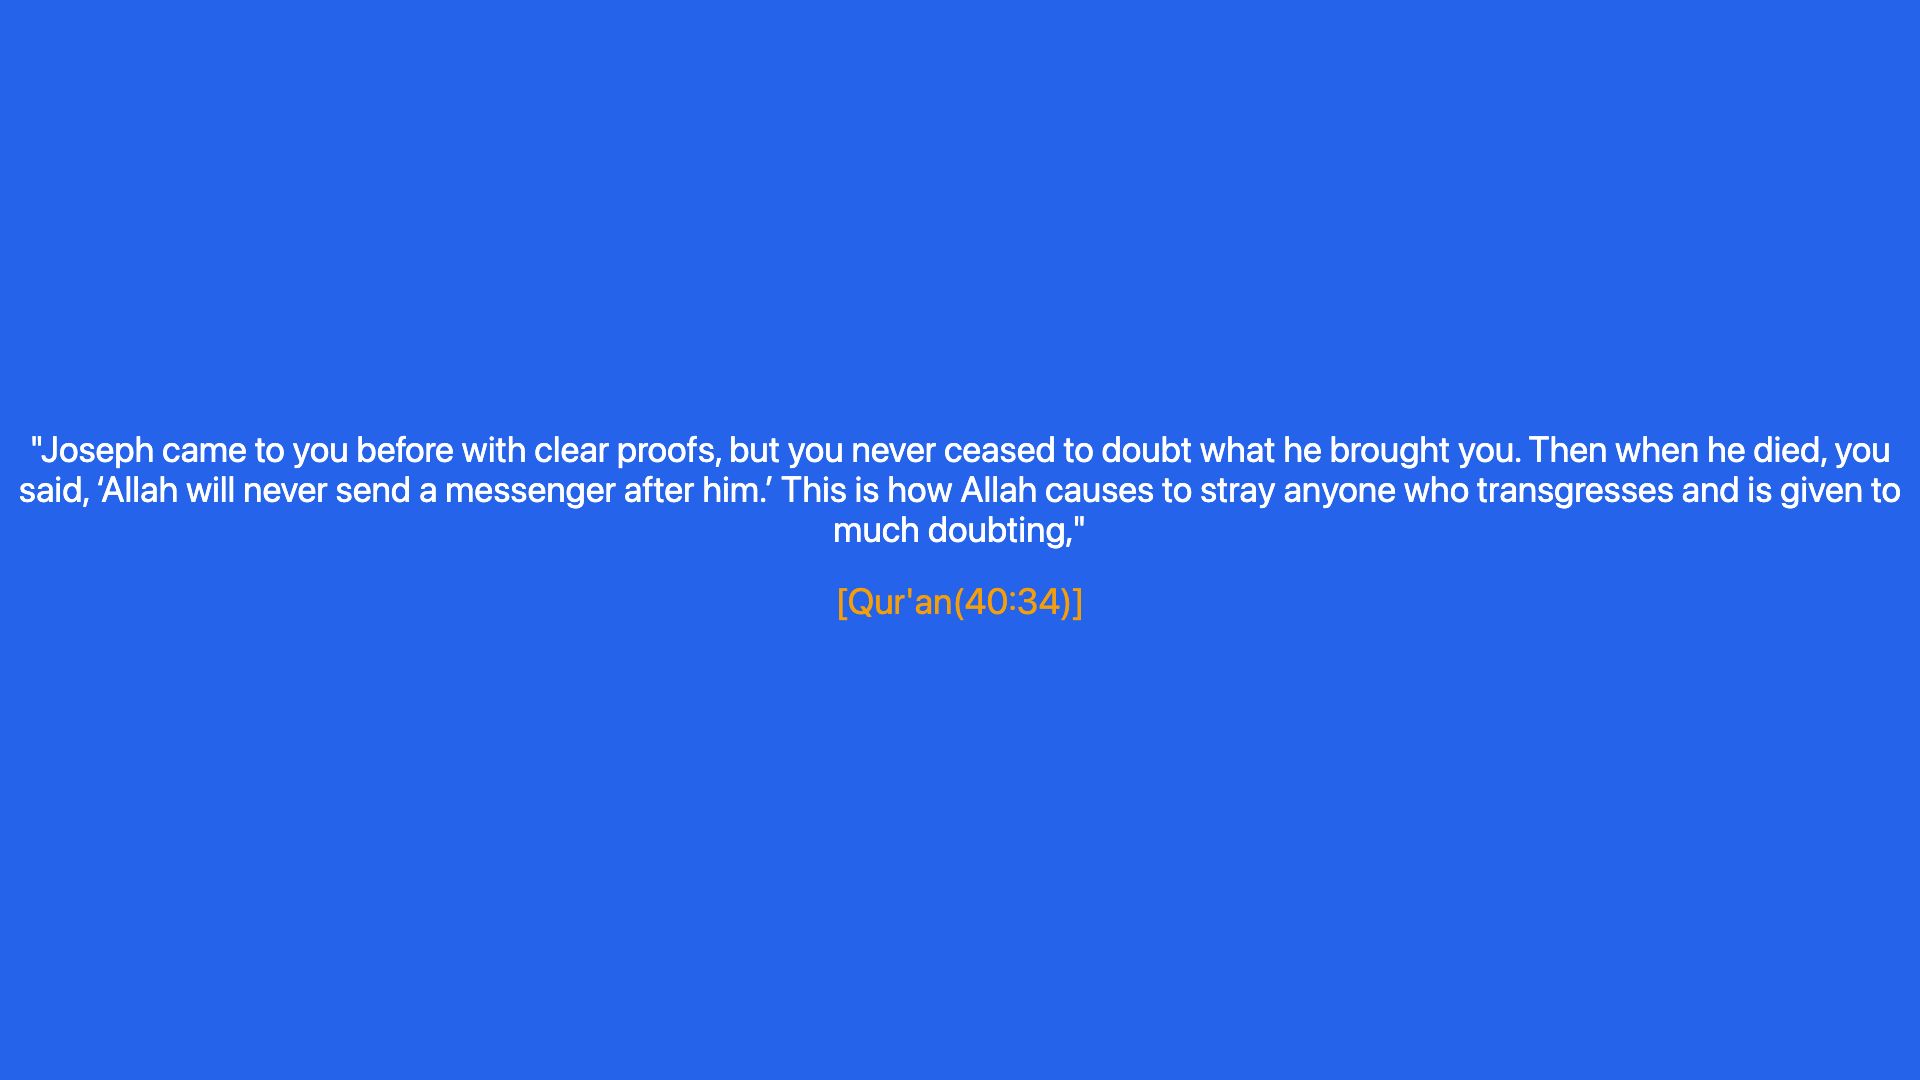 "Joseph came to you before with clear proofs, but you never ceased to doubt what he brought you. Then when he died, you
said, ‘Allah will never send a messenger after him.’ This is how Allah causes to stray anyone who transgresses and is given to
much doubting,"
[Qur'an(40:34)]